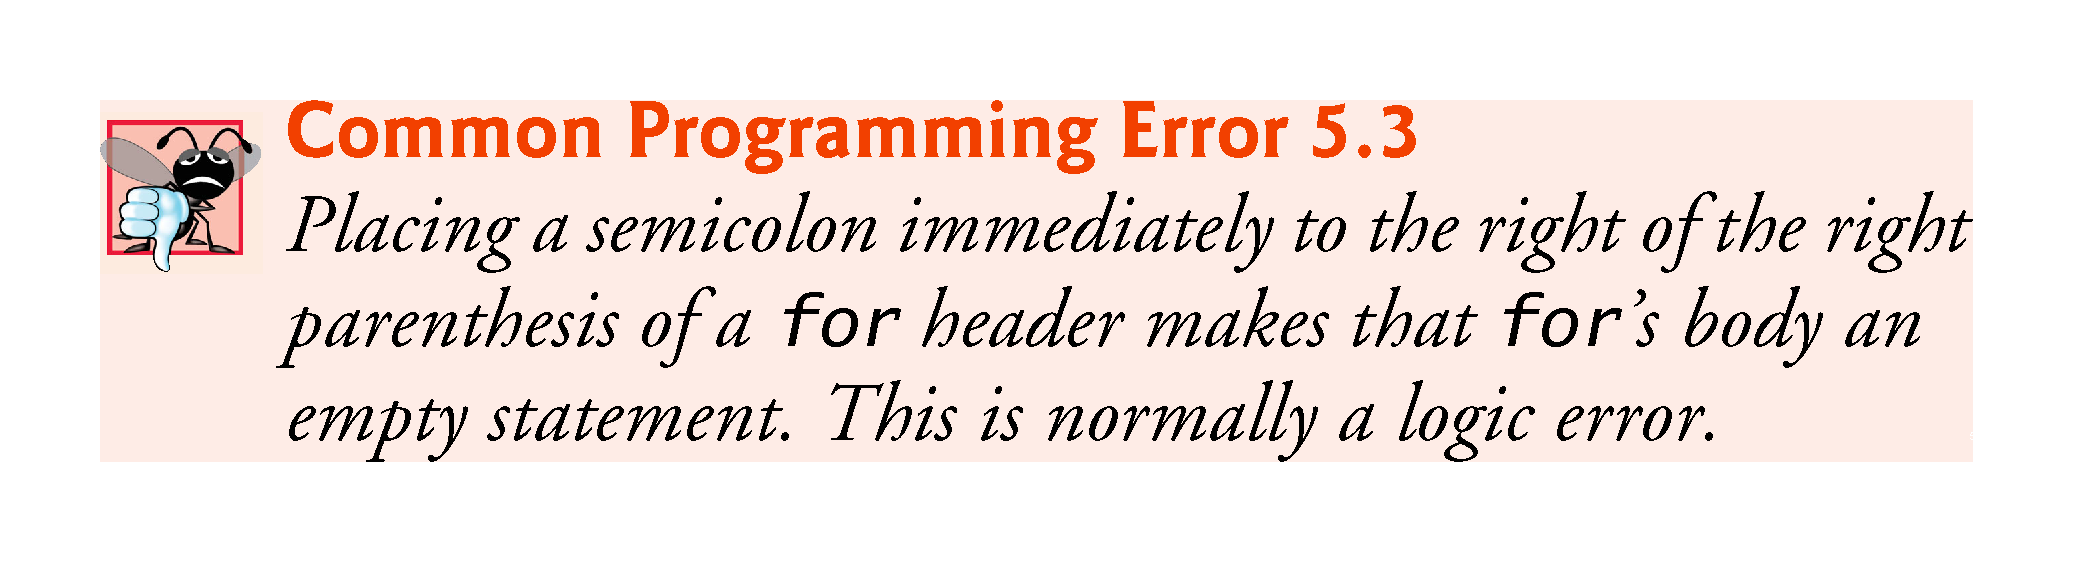 Common Programming Error 5.3
Placing a semicolon immediately to the right of the right
parenthesis of a for header makes that for’s body an
empty statement. This is normally a logic error.